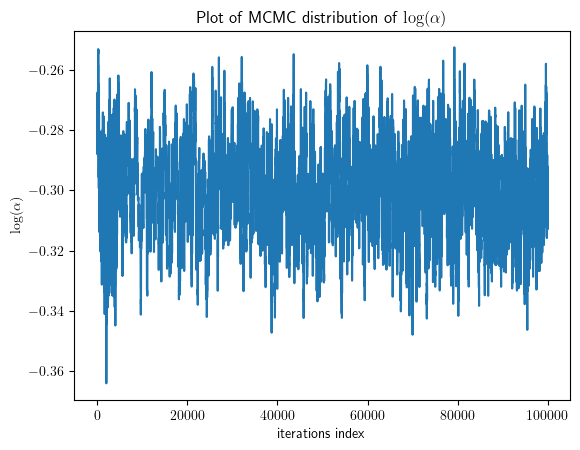 Plot of MCMC distribution of log(α)
−0.26
−0.28
−0.30
−0.32
−0.34
−0.36
log(α)
0 20000 40000 60000 80000 100000
iterations index